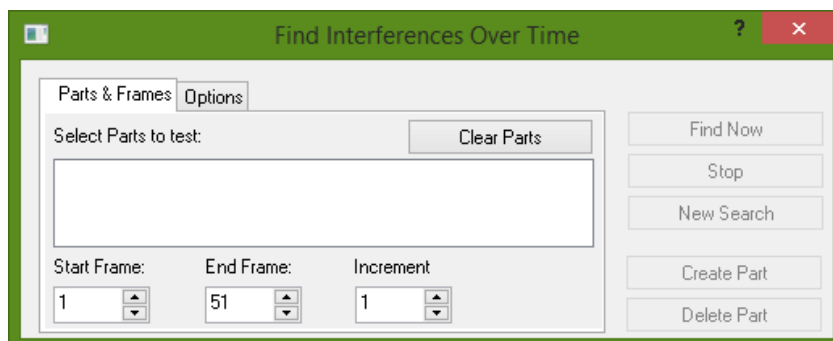 Find Interferences Over Time
?
×
Parts & Frames
Options
Select Parts to test:
Clear Parts
Start Frame:
End Frame:
Increment
1
51
1
Find Now
Stop
New Search
Create Part
Delete Part